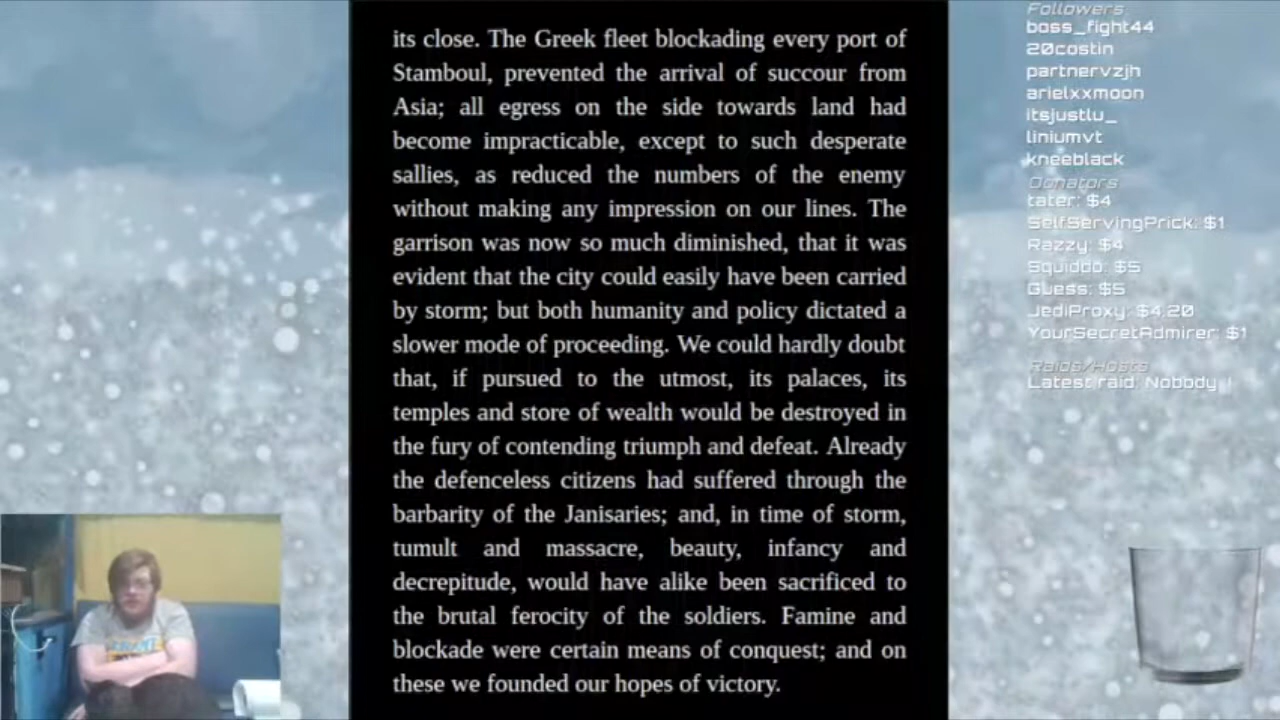 its close. The Greek fleet blockading every port of
Stamboul, prevented the arrival of succour from
Asia; all egress on the side towards land had
become impracticable, except to such desperate
sallies, as reduced the numbers of the enemy
without making any impression on our lines. The
garrison was now so much diminished, that it was
evident that the city could easily have been carried
by storm; but both humanity and policy dictated a
slower mode of proceeding. We could hardly doubt
that, if pursued to the utmost, its palaces, its
temples and store of wealth would be destroyed in
the fury of contending triumph and defeat. Already
the defenceless citizens had suffered through the
barbarity of the Janisaries; and, in time of storm,
tumult and massacre, beauty, infancy and
decrepitude, would have alike been sacrificed to
the brutal ferocity of the soldiers. Famine and
blockade were certain means of conquest; and on
these we founded our hopes of victory.
Followers
boss_fight44
20costin
partnervzjh
arielxxmoon
itsjustlu_
liniumvt
kneeblack
Donators
tater: $4
SelfServingPrick: $1
Razzy: $4
Squiddo: $5
Guess: $5
JediProxy: $4.20
YourSecretAdmirer: $1
Raids/Hosts
Latest raid: Nobody !